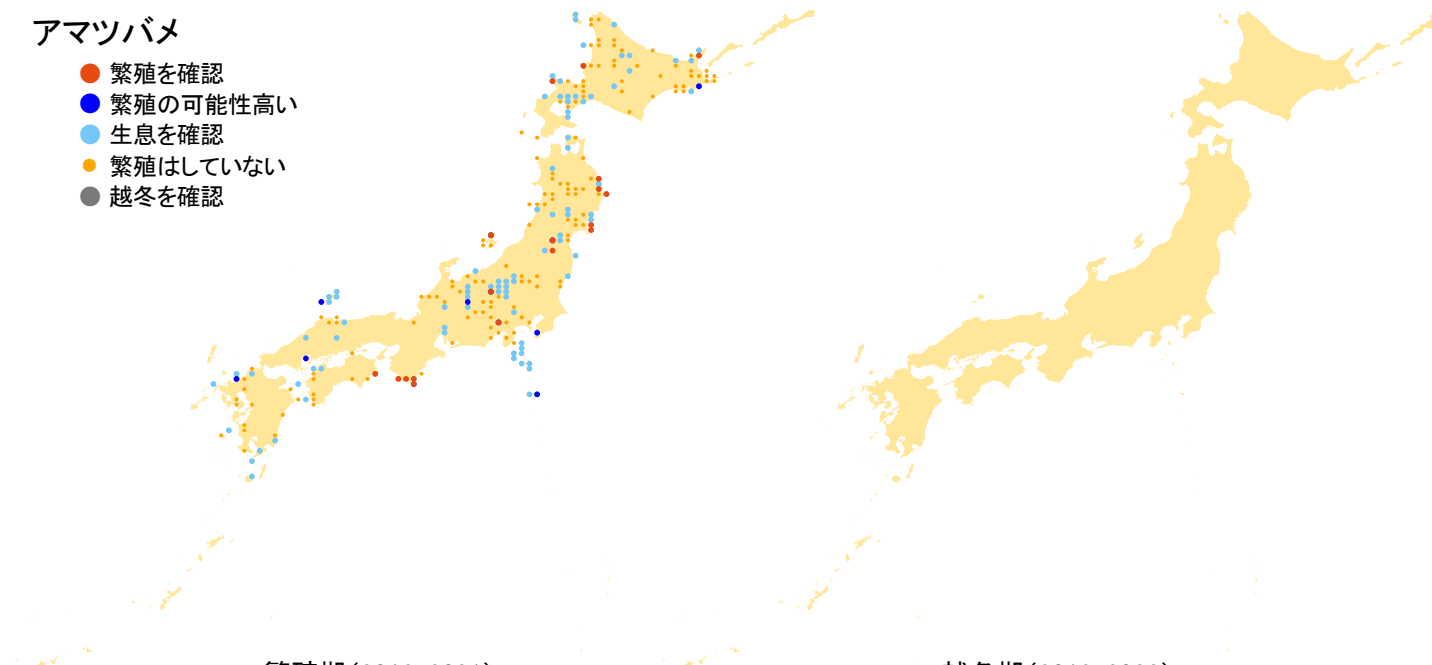 アマツバメ
繁殖を確認
繁殖の可能性高い
生息を確認
繁殖はしていない
越冬を確認